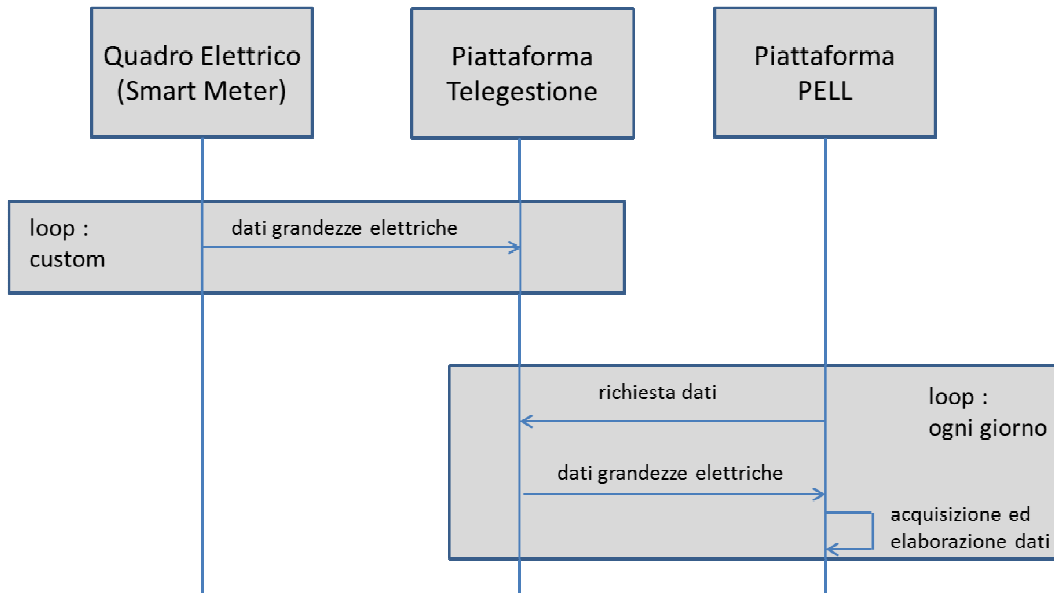 Quadro Elettrico
(Smart Meter)
Piattaforma
Telegestione
Piattaforma
PELL
loop :
custom
dati grandezze elettriche
richiesta dati
loop :
ogni giorno
dati grandezze elettriche
acquisizione ed
elaborazione dati